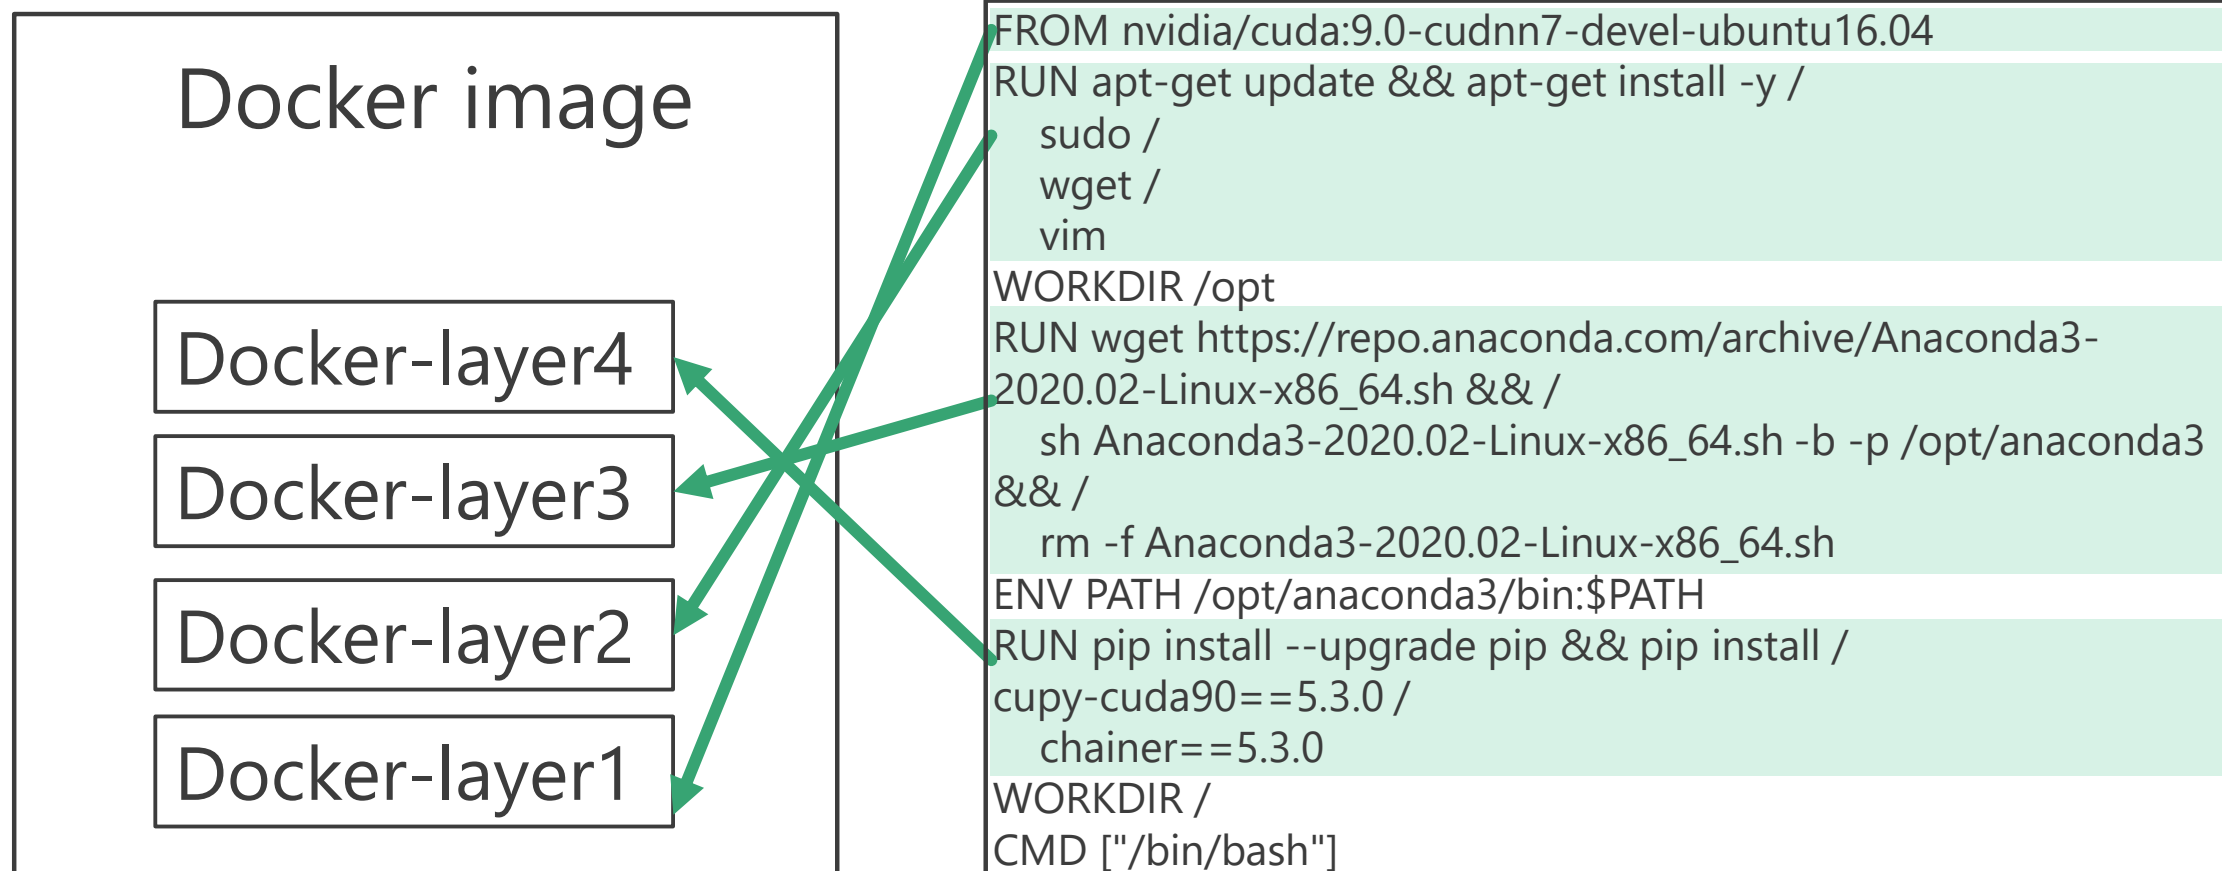 Docker image
Docker-layer4
Docker-layer3
Docker-layer2
Docker-layer1
FROM nvidia/cuda:9.0-cudnn7-devel-ubuntu16.04
RUN apt-get update && apt-get install -y /
sudo /
wget /
vim
WORKDIR /opt
RUN wget https://repo.anaconda.com/archive/Anaconda3-
2020.02-Linux-x86_64.sh && /
sh Anaconda3-2020.02-Linux-x86_64.sh -b -p /opt/anaconda3
&& /
rm -f Anaconda3-2020.02-Linux-x86_64.sh
ENV PATH /opt/anaconda3/bin:$PATH
RUN pip install --upgrade pip && pip install /
cupy-cuda90==5.3.0 /
chainer==5.3.0
WORKDIR /
CMD ["/bin/bash"]